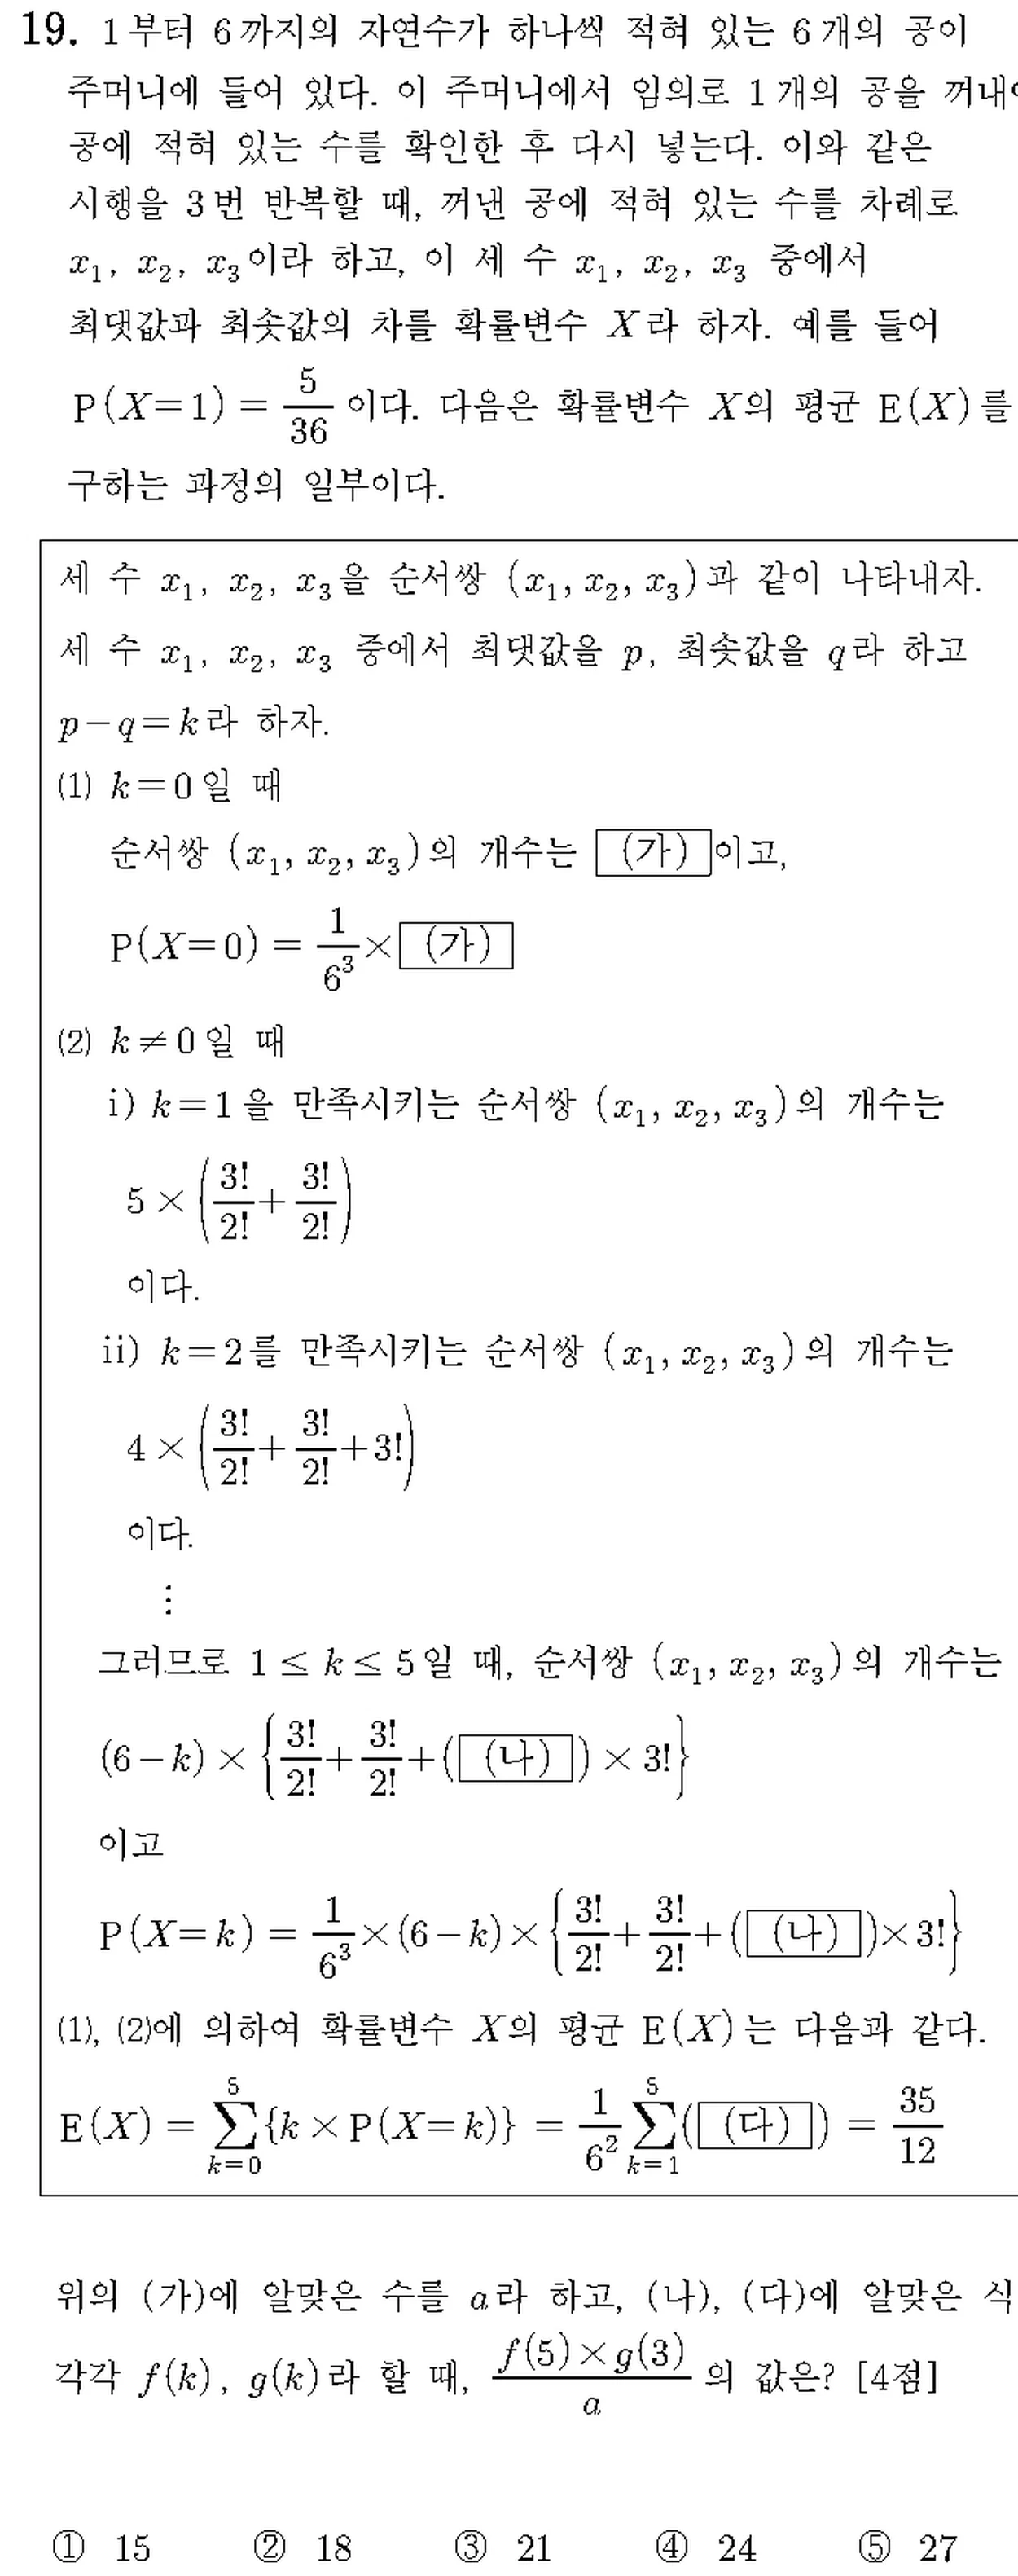 19. 1부터 6까지의 자연수가 하나씩 적혀 있는 6개의 공이
주머니에 들어 있다. 이 주머니에서 임의로 1개의 공을 꺼내어
공에 적혀 있는 수를 확인한 후 다시 넣는다. 이와 같은
시행을 3번 반복할 때, 꺼낸 공에 적혀 있는 수를 차례로
x₁, x₂, x₃이라 하고, 이 세 수 x₁, x₂, x₃ 중에서
최댓값과 최솟값의 차를 확률변수 X라 하자. 예를 들어
P(X=1) = 5/36 이다. 다음은 확률변수 X의 평균 E(X)를
구하는 과정의 일부이다.
세 수 x₁, x₂, x₃을 순서쌍 (x₁, x₂, x₃)과 같이 나타내자.
세 수 x₁, x₂, x₃ 중에서 최댓값을 p, 최솟값을 q라 하고
p-q=k라 하자.
(1) k=0일 때
순서쌍 (x₁, x₂, x₃)의 개수는 (가) 이고,
P(X=0) = 1/6³ × (가)
(2) k≠0일 때
i) k=1을 만족시키는 순서쌍 (x₁, x₂, x₃)의 개수는
5 × (3!/2! + 3!/2!)
이다.
ii) k=2를 만족시키는 순서쌍 (x₁, x₂, x₃)의 개수는
4 × (3!/2! + 3!/2! + 3!)
이다.
⋮
그러므로 1 ≤ k ≤ 5일 때, 순서쌍 (x₁, x₂, x₃)의 개수는
(6-k) × {3!/2! + 3!/2! + ( (나) ) × 3!}
이고
P(X=k) = 1/6³ × (6-k) × {3!/2! + 3!/2! + ( (나) ) × 3!}
(1), (2)에 의하여 확률변수 X의 평균 E(X)는 다음과 같다.
E(X) = ∑_{k=0}^{5} {k × P(X=k)} = 1/6² ∑_{k=1}^{5} ( (다) ) = 35/12
위의 (가)에 알맞은 수를 a라 하고, (나), (다)에 알맞은 식
각각 f(k), g(k)라 할 때, f(5)×g(3)/a 의 값은? [4점]
① 15 ② 18 ③ 21 ④ 24 ⑤ 27